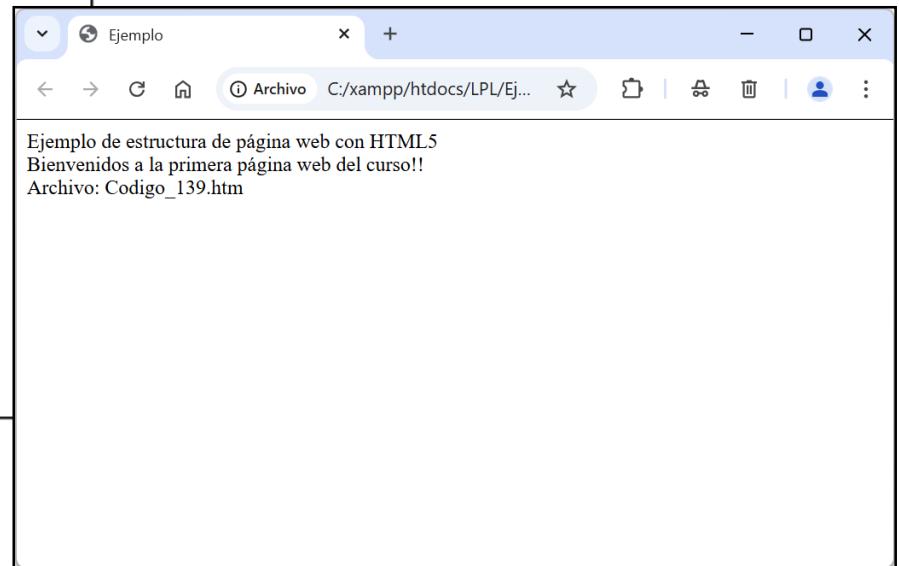 Ejemplo
Archivo C:/xampp/htdocs/LPL/Ej...
Ejemplo de estructura de página web con HTML5
Bienvenidos a la primera página web del curso!!
Archivo: Codigo_139.htm